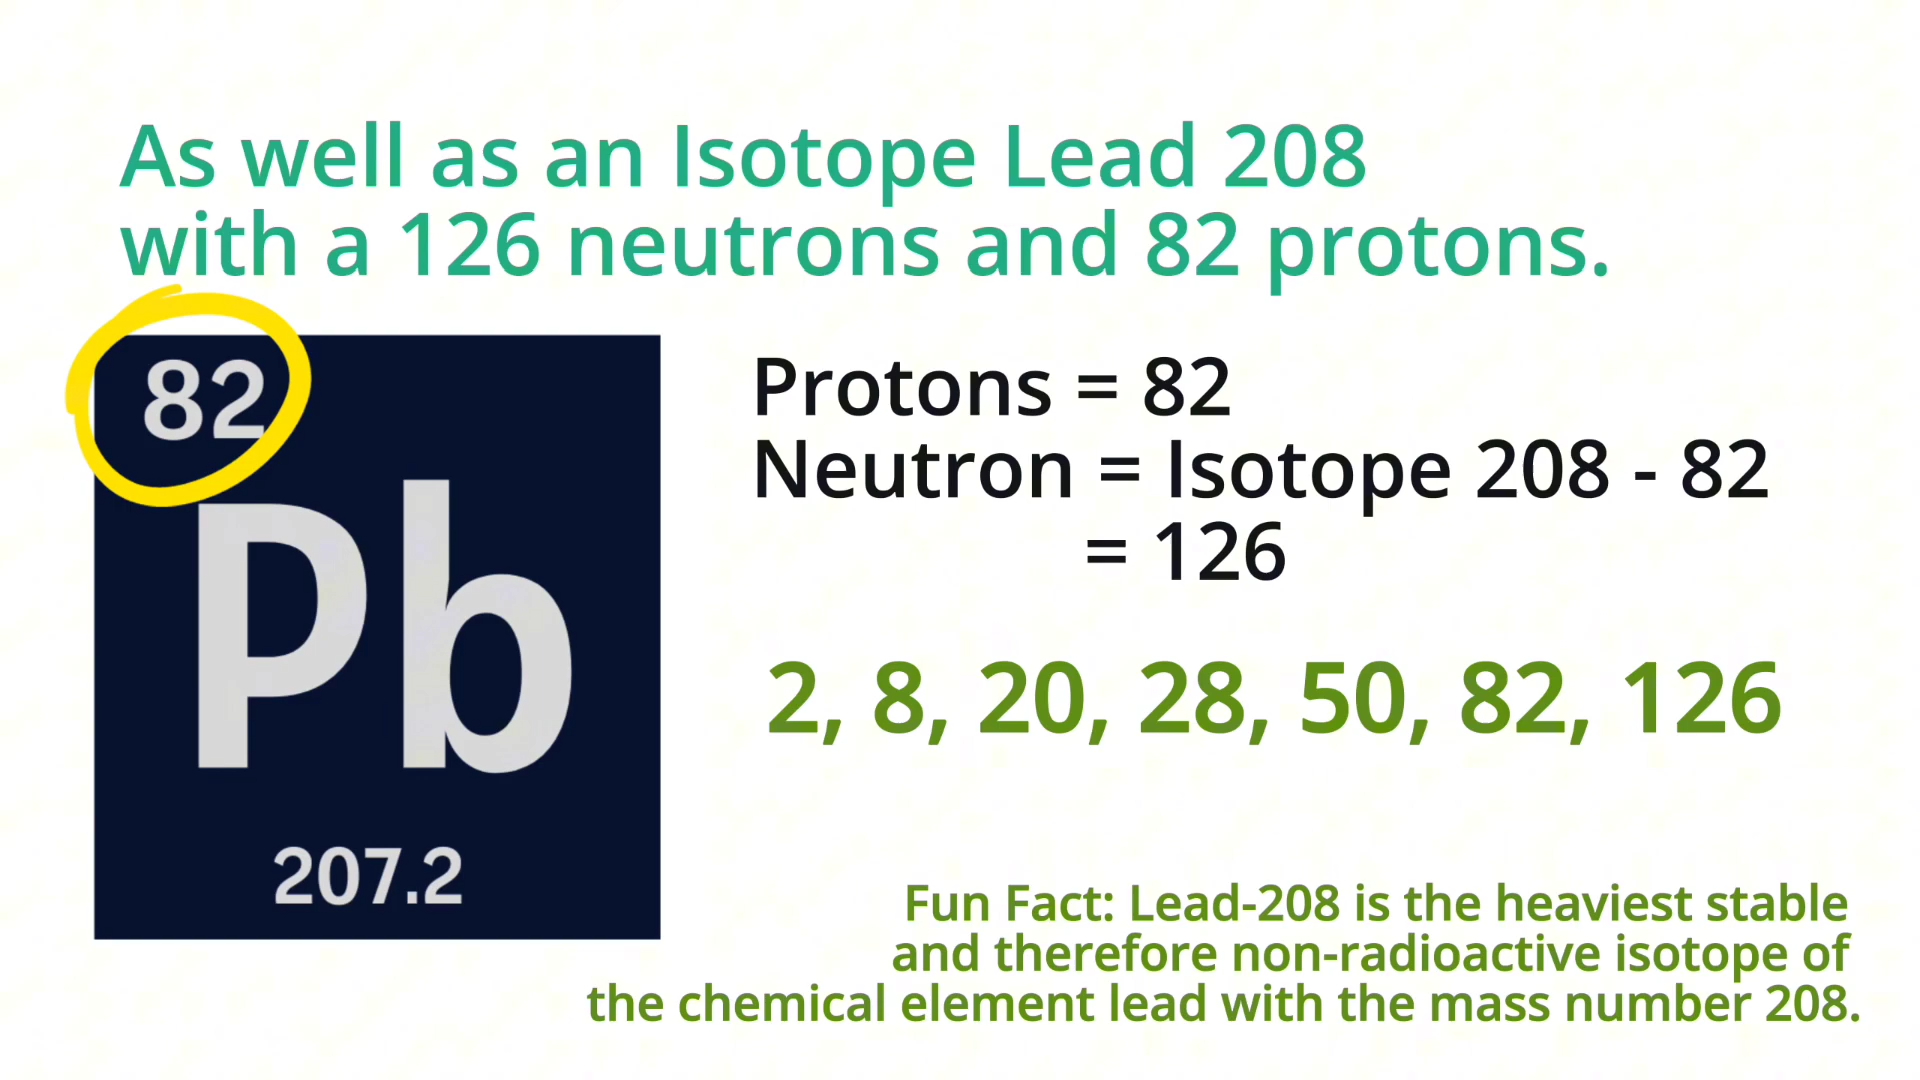 As well as an Isotope Lead 208
with a 126 neutrons and 82 protons.
82
Pb
207.2
Protons = 82
Neutron = Isotope 208 - 82
= 126
2, 8, 20, 28, 50, 82, 126
Fun Fact: Lead-208 is the heaviest stable
and therefore non-radioactive isotope of
the chemical element lead with the mass number 208.